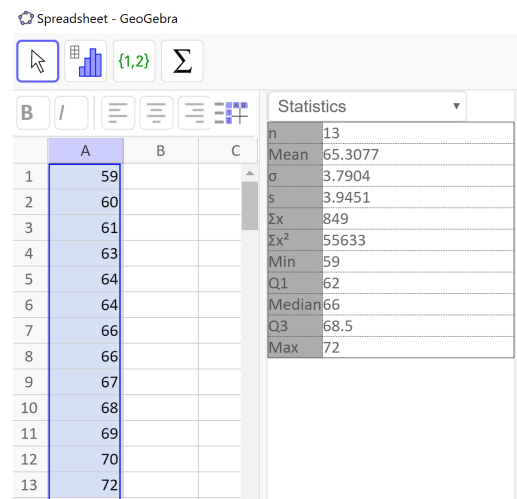 Spreadsheet - GeoGebra
{1,2} Σ
B I
A B C
1 59
2 60
3 61
4 63
5 64
6 64
7 66
8 66
9 67
10 68
11 69
12 70
13 72
Statistics
n 13
Mean 65.3077
σ 3.7904
s 3.9451
Σx 849
Σx² 55633
Min 59
Q1 62
Median 66
Q3 68.5
Max 72